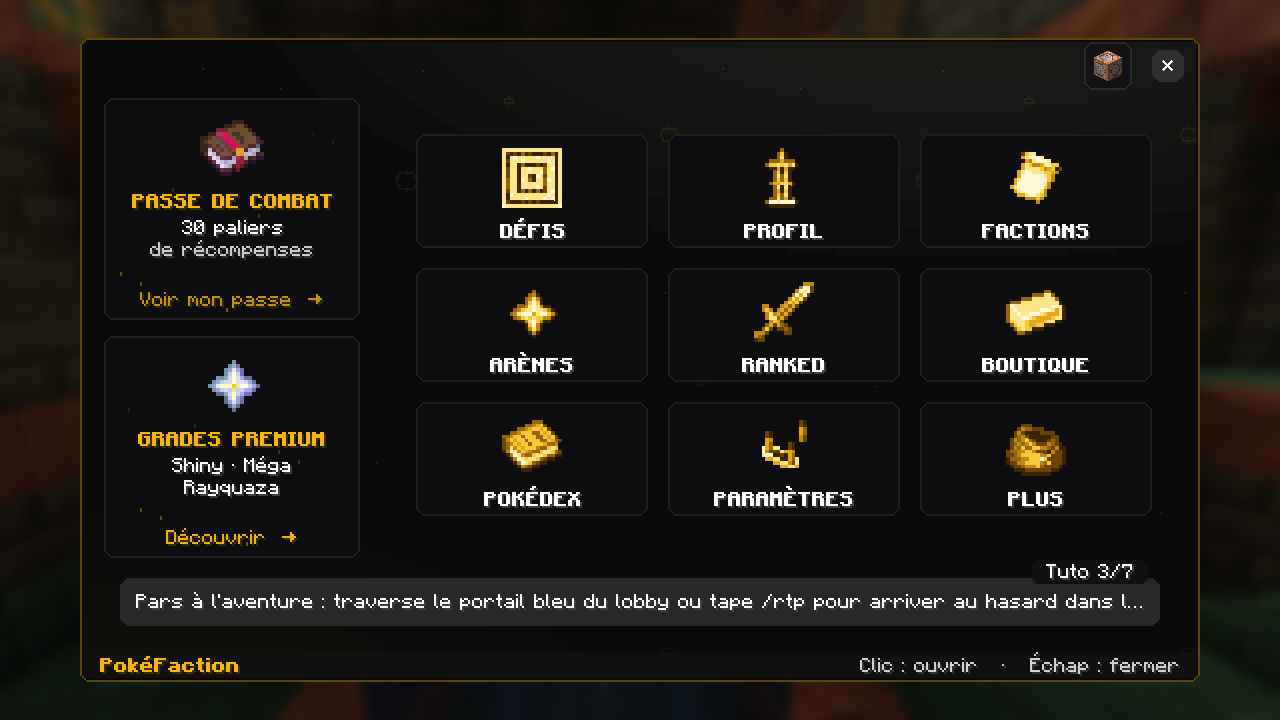 ×
PASSE DE COMBAT
30 paliers
de récompenses
Voir mon passe →
GRADES PREMIUM
Shiny · Méga
Rayquaza
Découvrir →
DÉFIS
PROFIL
FACTIONS
ARÈNES
RANKED
BOUTIQUE
POKÉDEX
PARAMÈTRES
PLUS
Tuto 3/7
Pars à l'aventure : traverse le portail bleu du lobby ou tape /rtp pour arriver au hasard dans l...
PokéFaction
Clic : ouvrir · Échap : fermer